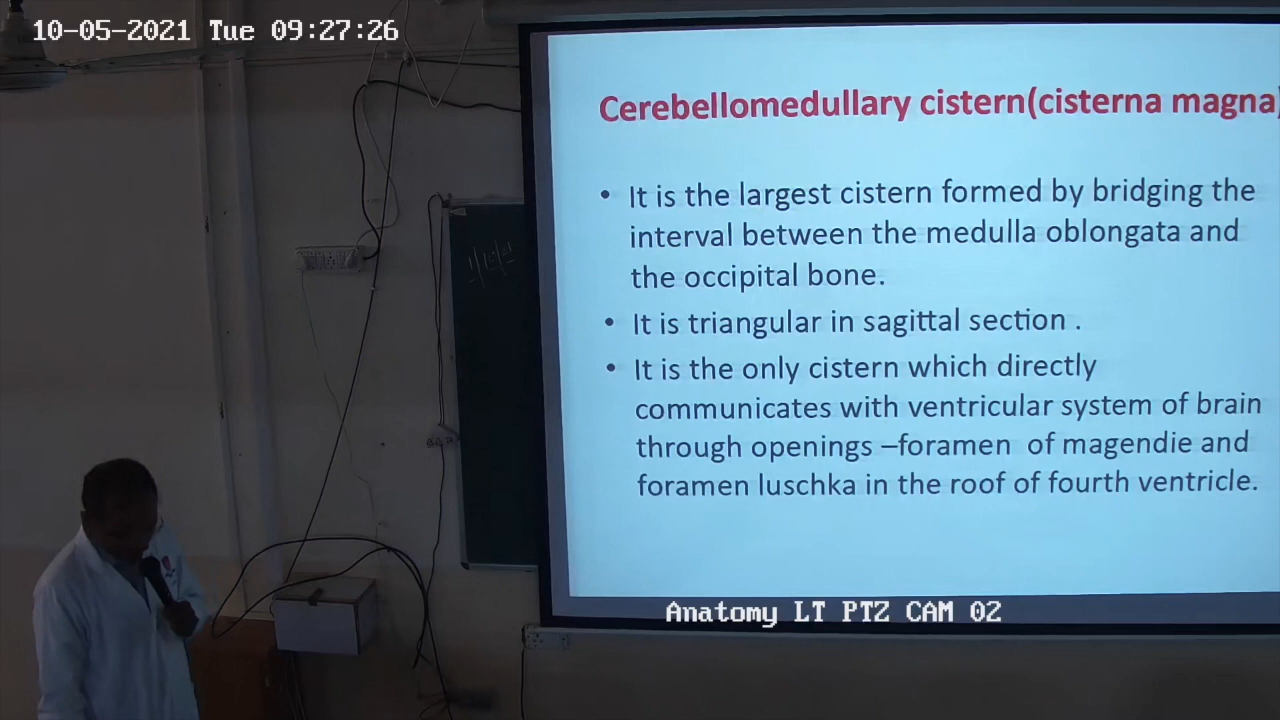 10-05-2021 Tue 09:27:26
Cerebellomedullary cistern(cisterna magna)
• It is the largest cistern formed by bridging the
interval between the medulla oblongata and
the occipital bone.
• It is triangular in sagittal section .
• It is the only cistern which directly
communicates with ventricular system of brain
through openings –foramen of magendie and
foramen luschka in the roof of fourth ventricle.
Anatomy LT PTZ CAM 02